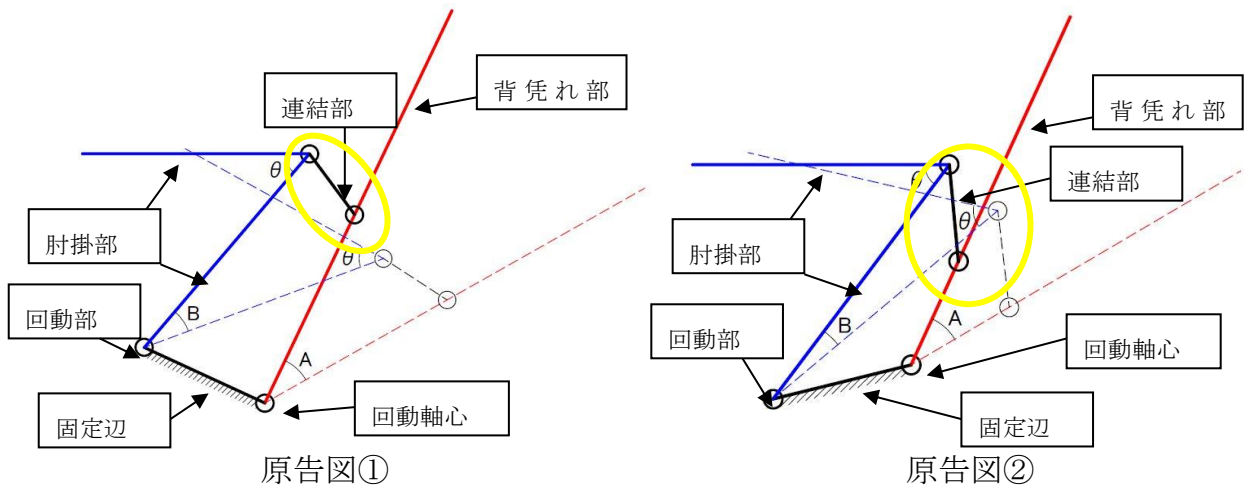 連結部
背凭れ部
θ
肘掛部
θ
回動部
B
A
固定辺
回動軸心
原告図①
背凭れ部
連結部
θ
θ
肘掛部
回動部
B
A
回動軸心
固定辺
原告図②